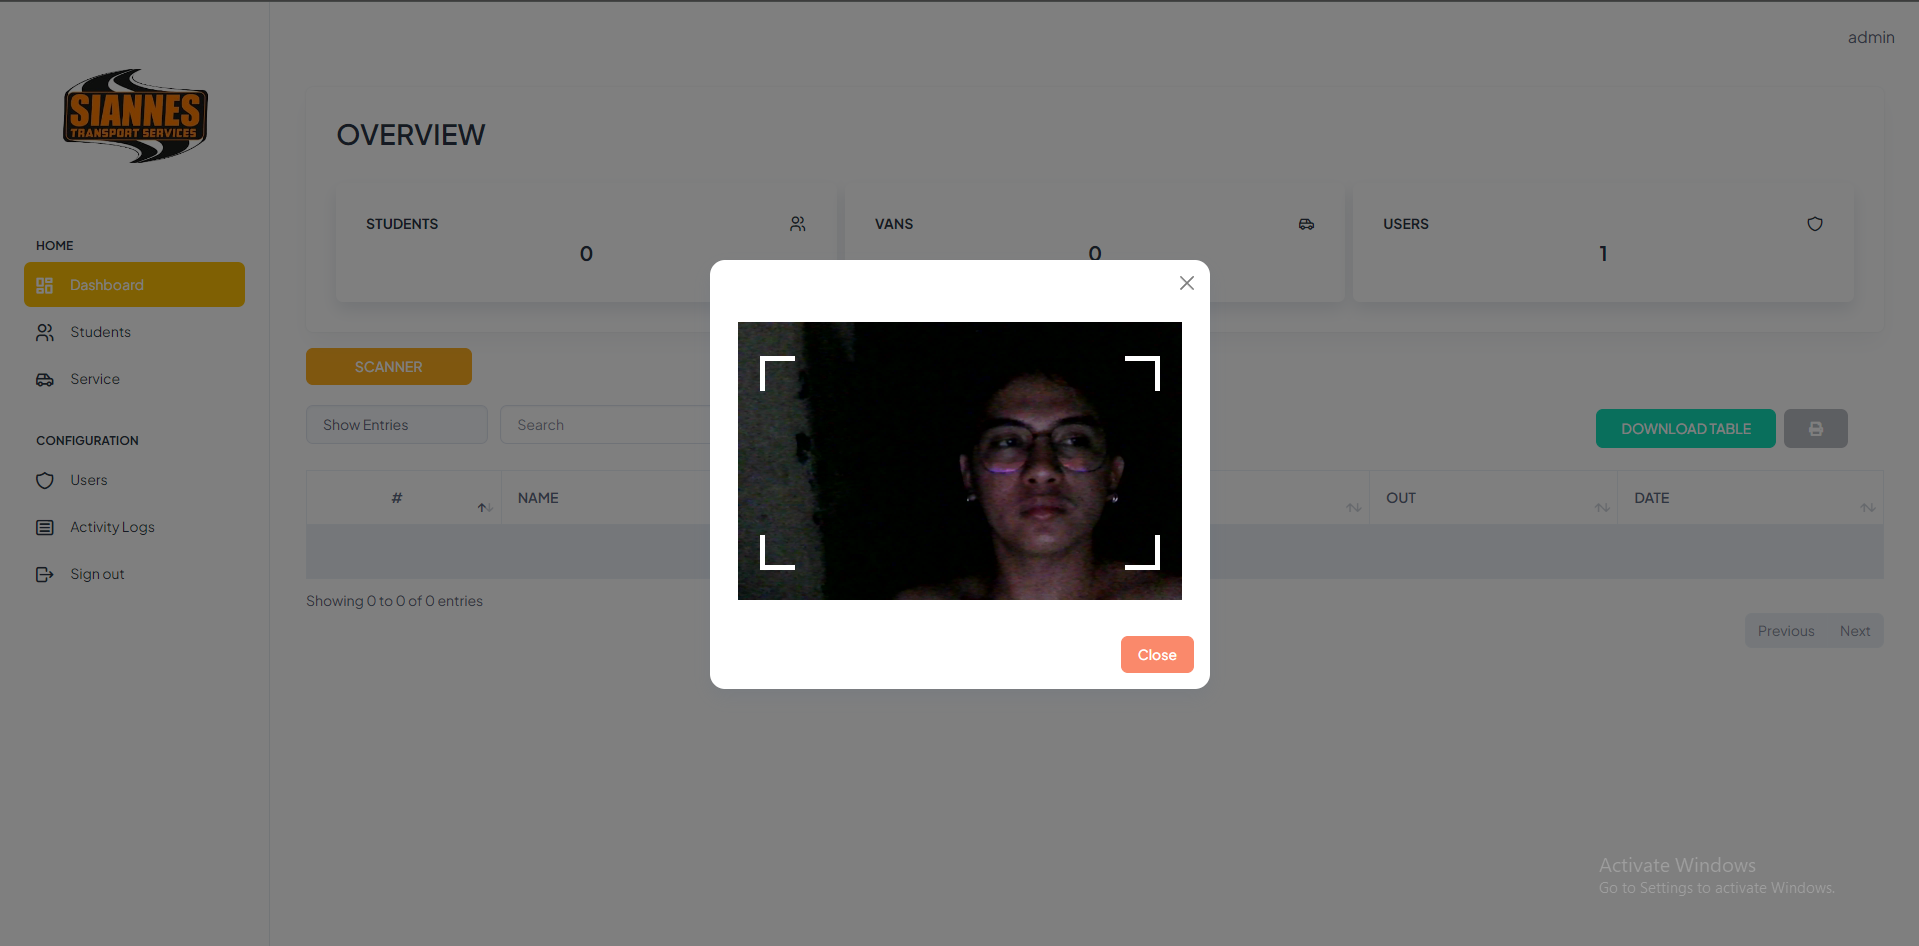 admin
SIANNES
TRANSPORT SERVICES
OVERVIEW
STUDENTS
0
VANS
0
USERS
1
HOME
Dashboard
Students
Service
CONFIGURATION
Users
Activity Logs
Sign out
SCANNER
Show Entries
Search
DOWNLOAD TABLE
#
NAME
OUT
DATE
Showing 0 to 0 of 0 entries
Previous
Next
Close
Activate Windows
Go to Settings to activate Windows.